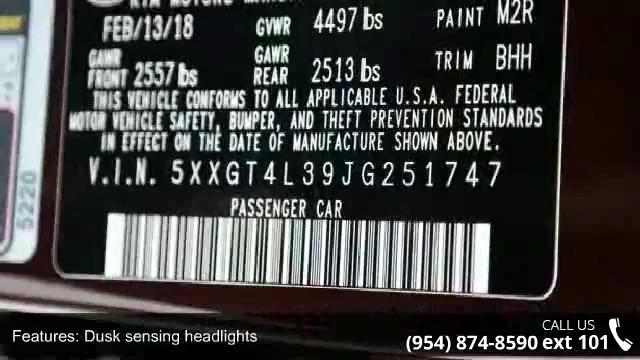 FEB/13/18 GVWR 4497 lbs PAINT M2R
GAWR FRONT 2557 lbs GAWR REAR 2513 lbs TRIM BHH
THIS VEHICLE CONFORMS TO ALL APPLICABLE U.S.A. FEDERAL
MOTOR VEHICLE SAFETY, BUMPER, AND THEFT PREVENTION STANDARDS
IN EFFECT ON THE DATE OF MANUFACTURE SHOWN ABOVE.
V.I.N. 5XXGT4L39JG251747
PASSENGER CAR
5220
Features: Dusk sensing headlights
CALL US
(954) 874-8590 ext 101